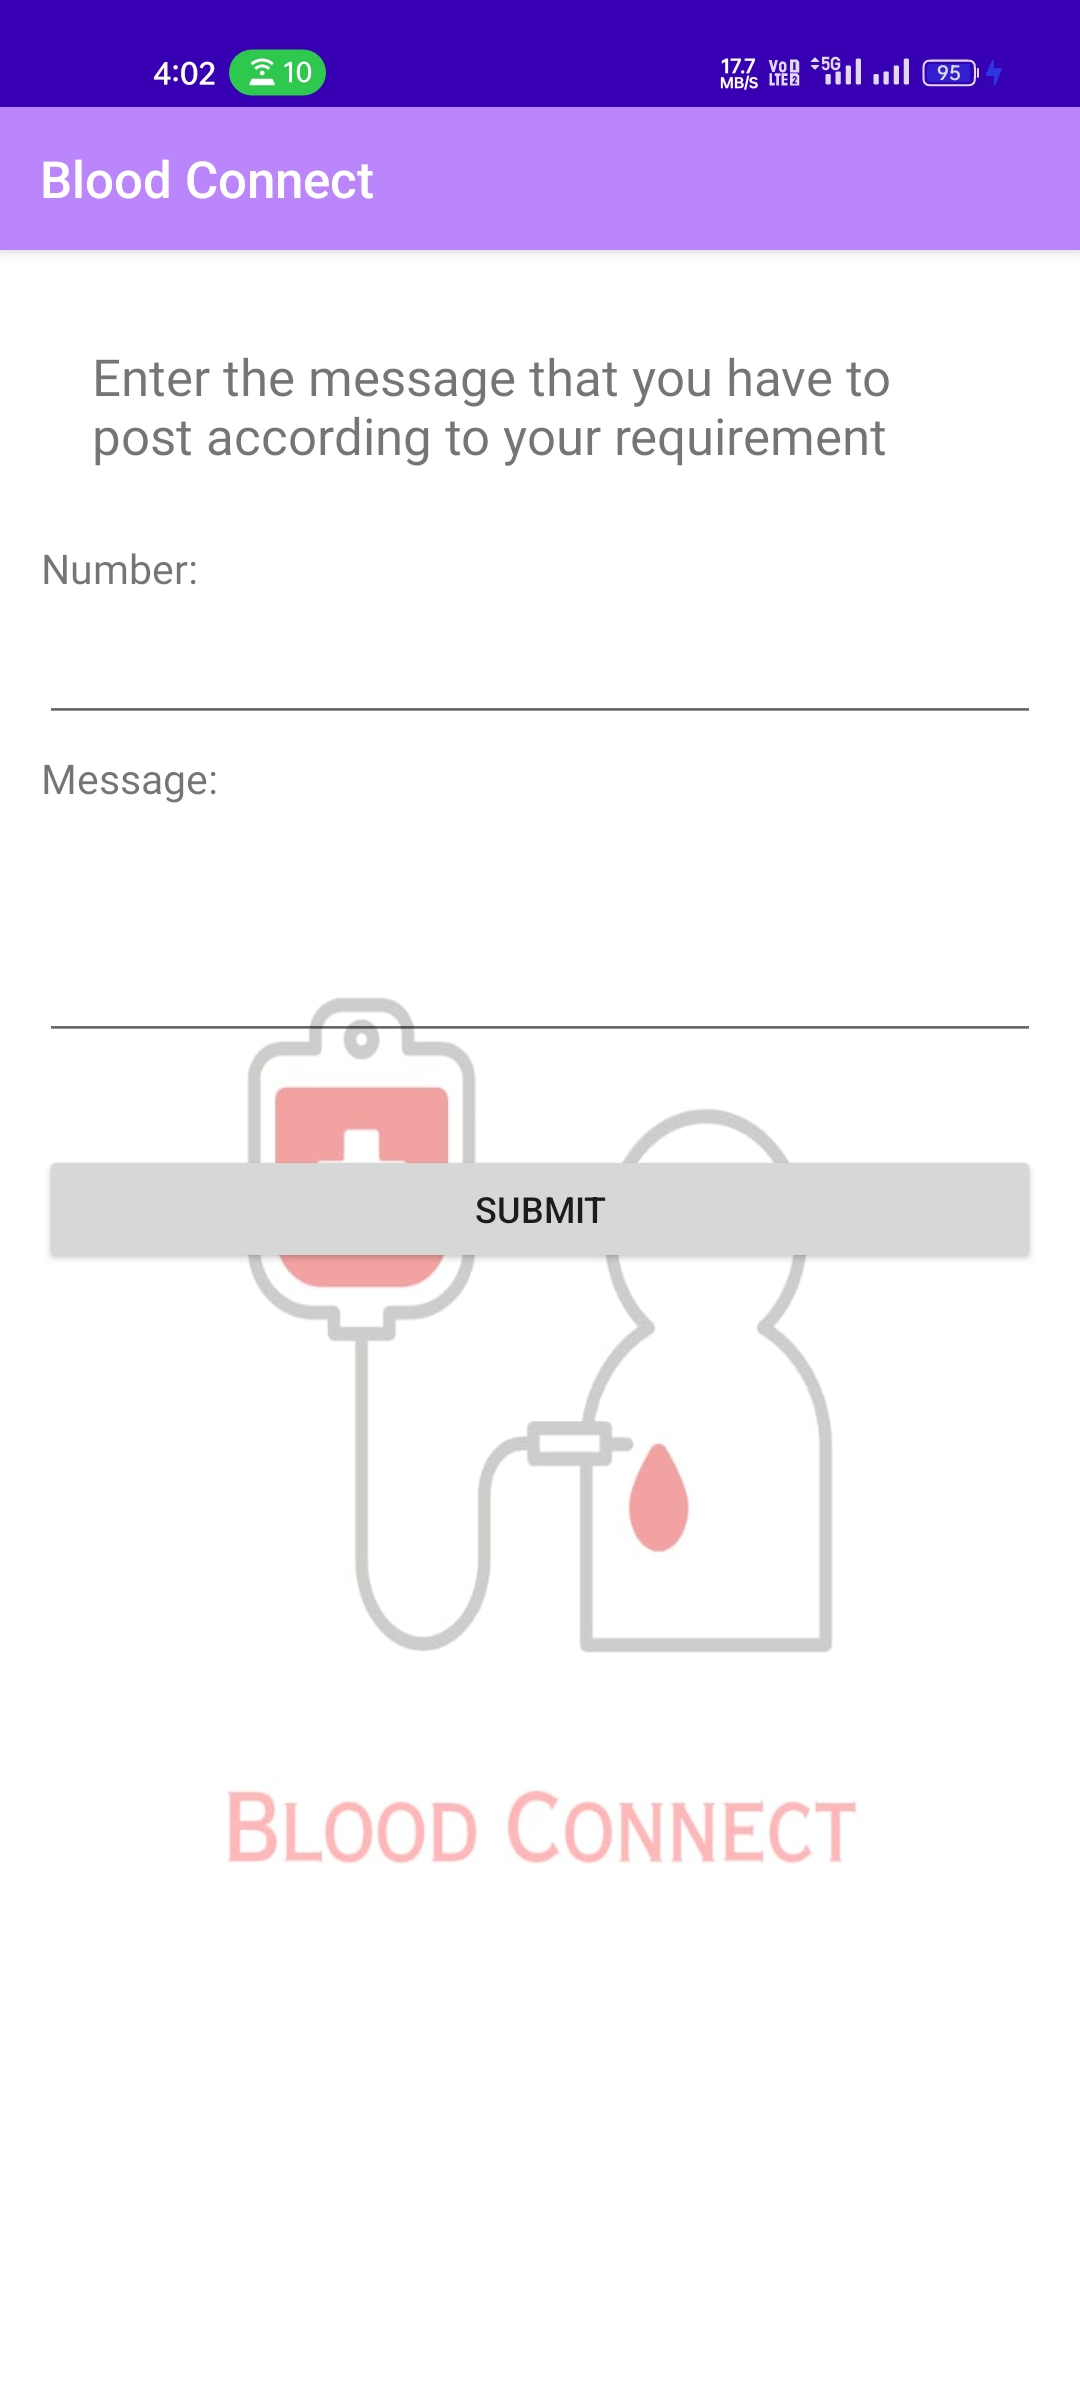 4:02 10 17.7 MB/S VoD LTE2 5G 95
Blood Connect
Enter the message that you have to
post according to your requirement
Number:
Message:
SUBMIT
BLOOD CONNECT